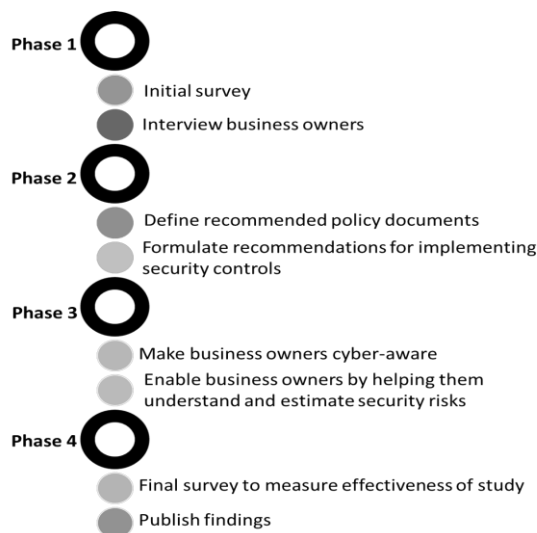 Phase 1
Initial survey
Interview business owners
Phase 2
Define recommended policy documents
Formulate recommendations for implementing
security controls
Phase 3
Make business owners cyber-aware
Enable business owners by helping them
understand and estimate security risks
Phase 4
Final survey to measure effectiveness of study
Publish findings